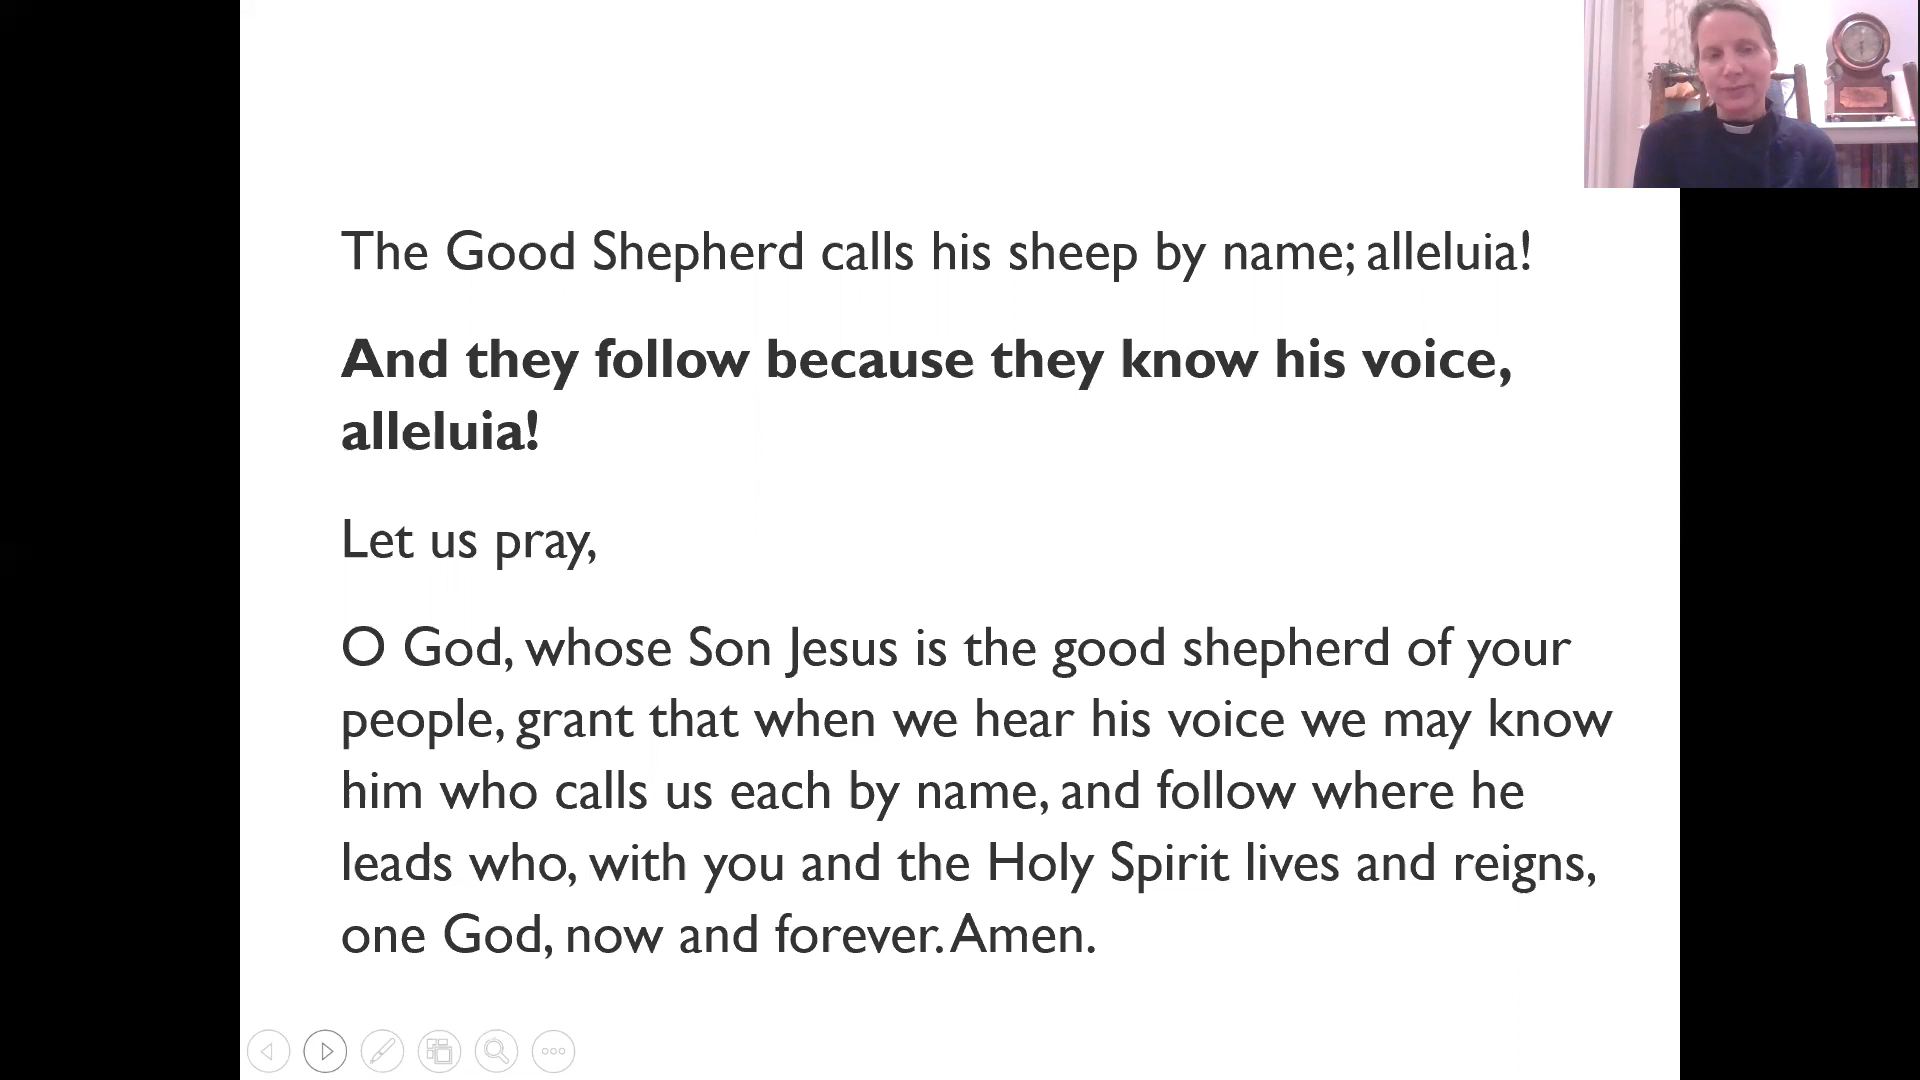 The Good Shepherd calls his sheep by name; alleluia!
And they follow because they know his voice,
alleluia!
Let us pray,
O God, whose Son Jesus is the good shepherd of your
people, grant that when we hear his voice we may know
him who calls us each by name, and follow where he
leads who, with you and the Holy Spirit lives and reigns,
one God, now and forever. Amen.